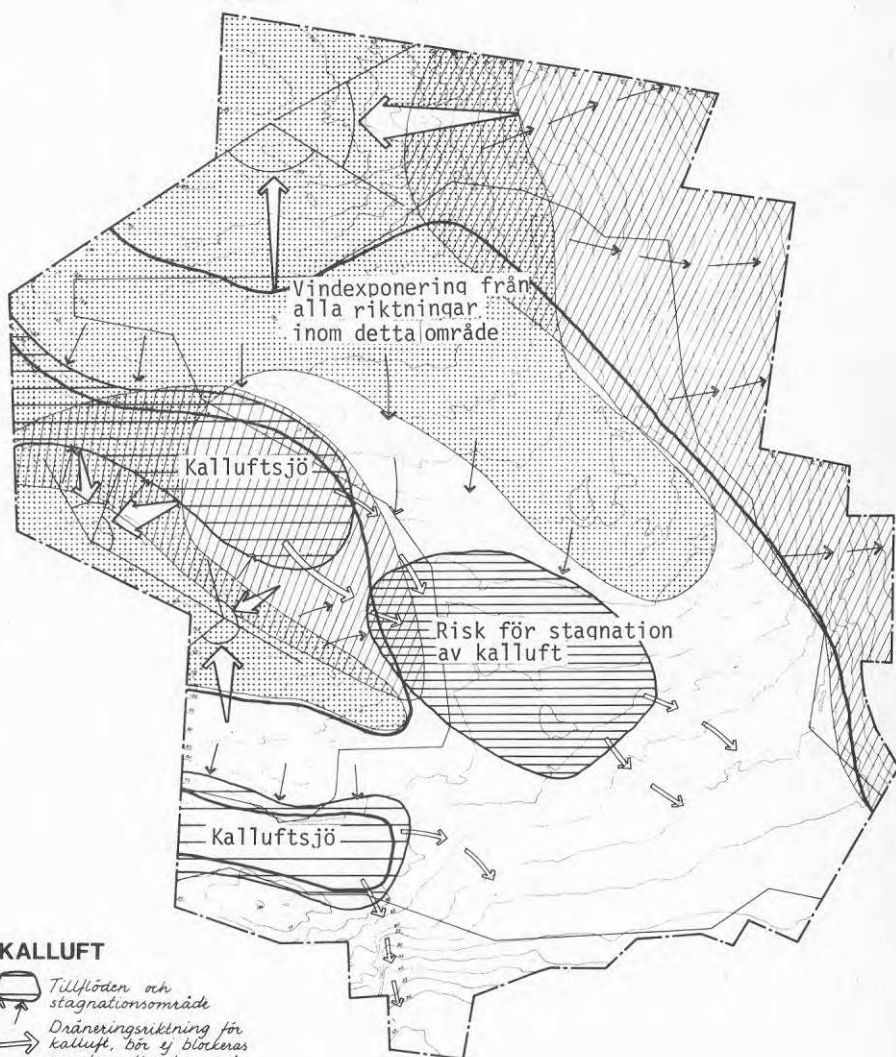 Vindexponering från
alla riktningar
inom detta område
Kalluftsjö
Risk för stagnation
av kalluft
Kalluftsjö
KALLUFT
Tillflöden och
stagnationsområde
Dräneringsriktning för
kalluft, bör ej blockeras